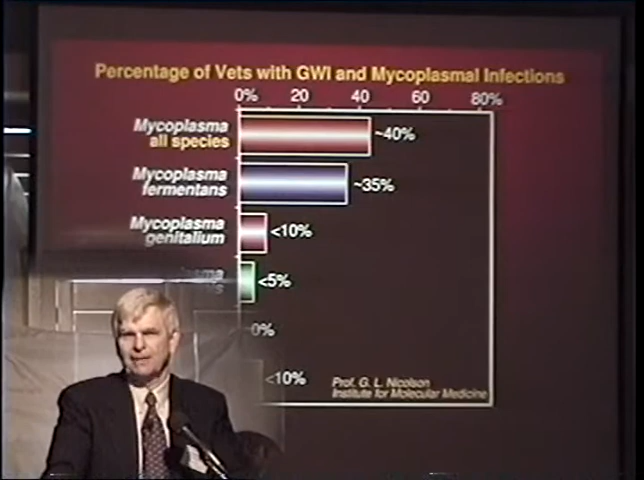 Percentage of Vets with GWI and Mycoplasmal Infections
0% 20 40 60 80%
Mycoplasma
all species
~40%
Mycoplasma
fermentans
~35%
Mycoplasma
genitalium
<10%
<5%
0%
<10%
Prof. G. L. Nicolson
Institute for Molecular Medicine